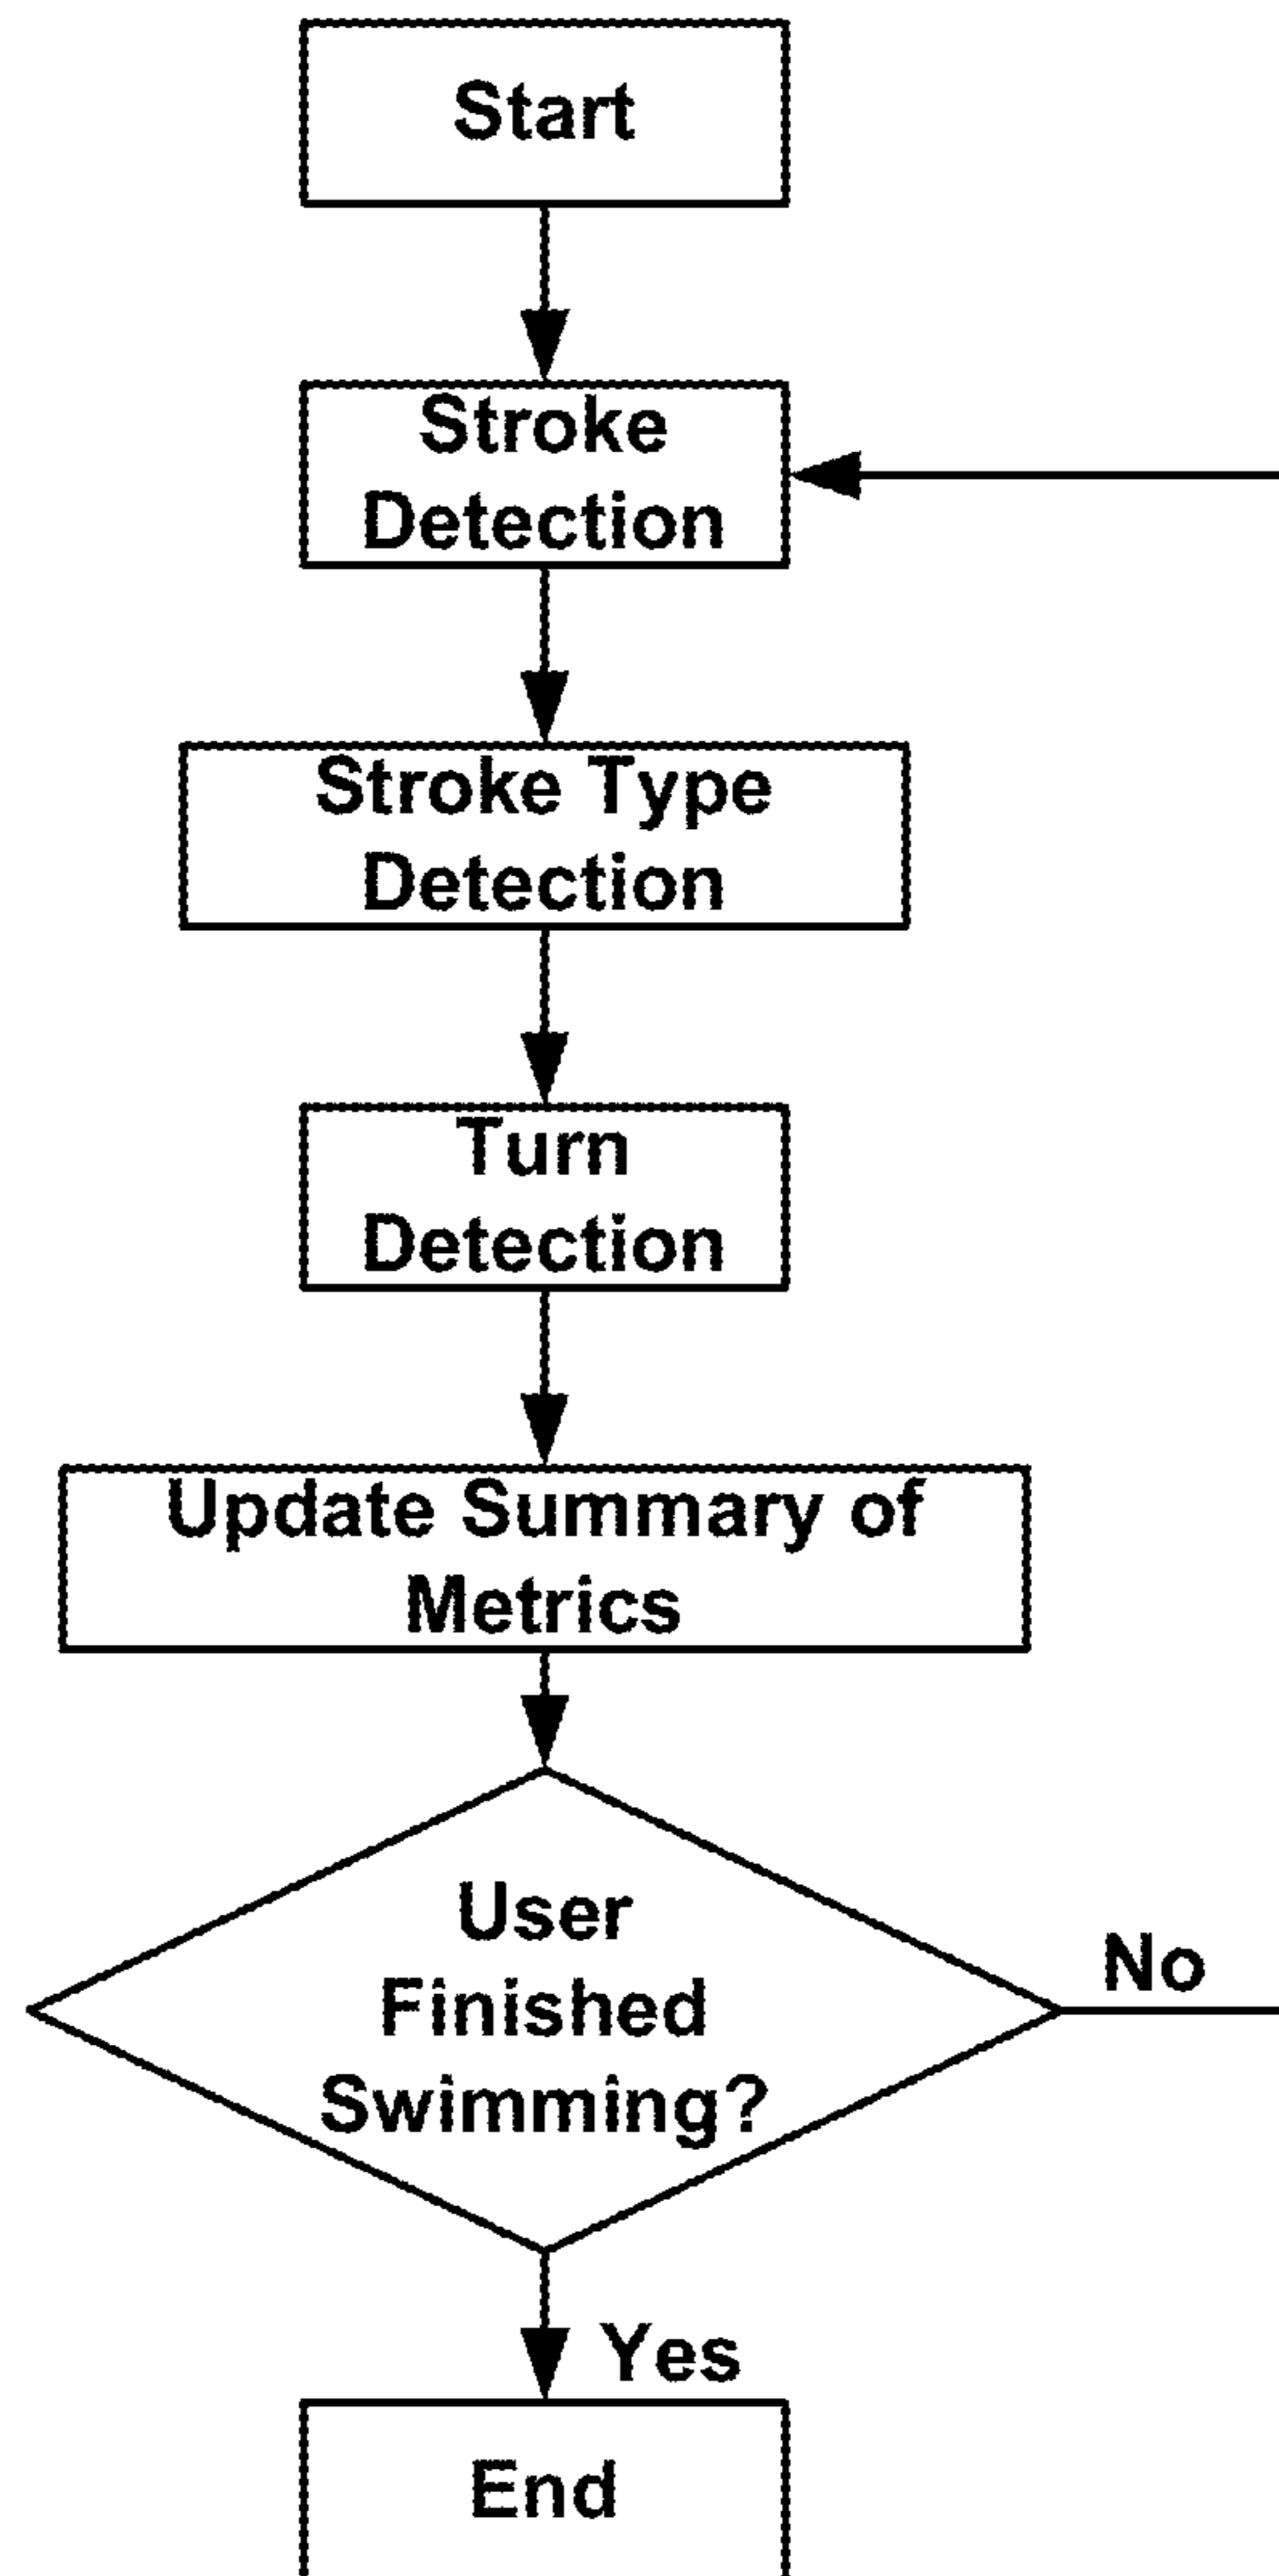 Start
Stroke
Detection
Stroke Type
Detection
Turn
Detection
Update Summary of
Metrics
User
Finished
Swimming?
No
Yes
End